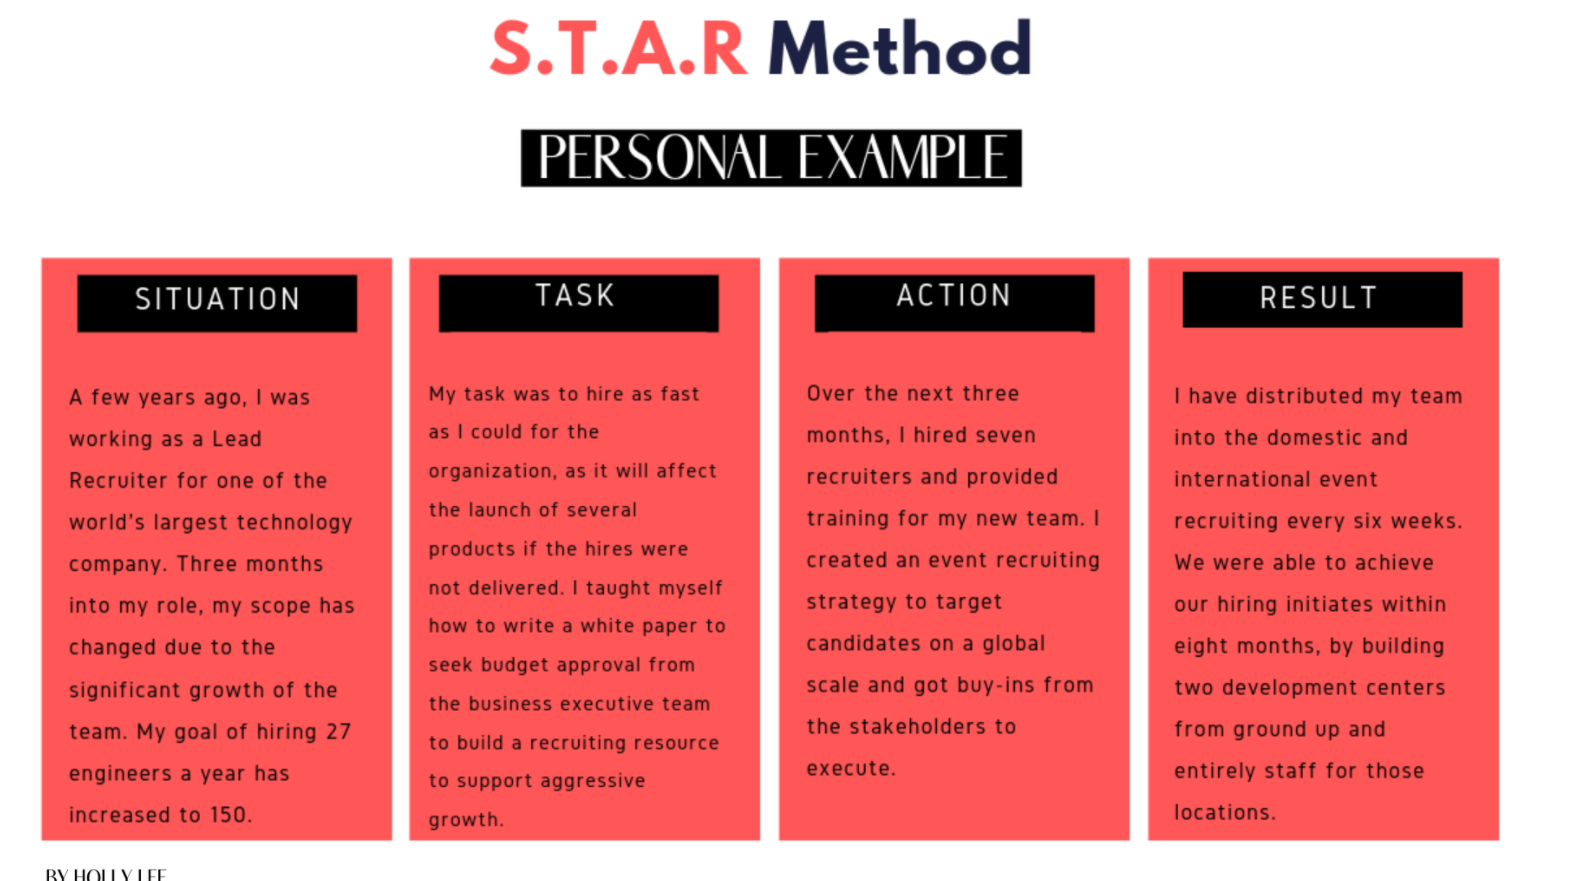 S.T.A.R Method
PERSONAL EXAMPLE
SITUATION
A few years ago, I was
working as a Lead
Recruiter for one of the
world's largest technology
company. Three months
into my role, my scope has
changed due to the
significant growth of the
team. My goal of hiring 27
engineers a year has
increased to 150.
TASK
My task was to hire as fast
as I could for the
organization, as it will affect
the launch of several
products if the hires were
not delivered. I taught myself
how to write a white paper to
seek budget approval from
the business executive team
to build a recruiting resource
to support aggressive
growth.
ACTION
Over the next three
months, I hired seven
recruiters and provided
training for my new team. I
created an event recruiting
strategy to target
candidates on a global
scale and got buy-ins from
the stakeholders to
execute.
RESULT
I have distributed my team
into the domestic and
international event
recruiting every six weeks.
We were able to achieve
our hiring initiates within
eight months, by building
two development centers
from ground up and
entirely staff for those
locations.
BY HOLLY LEE